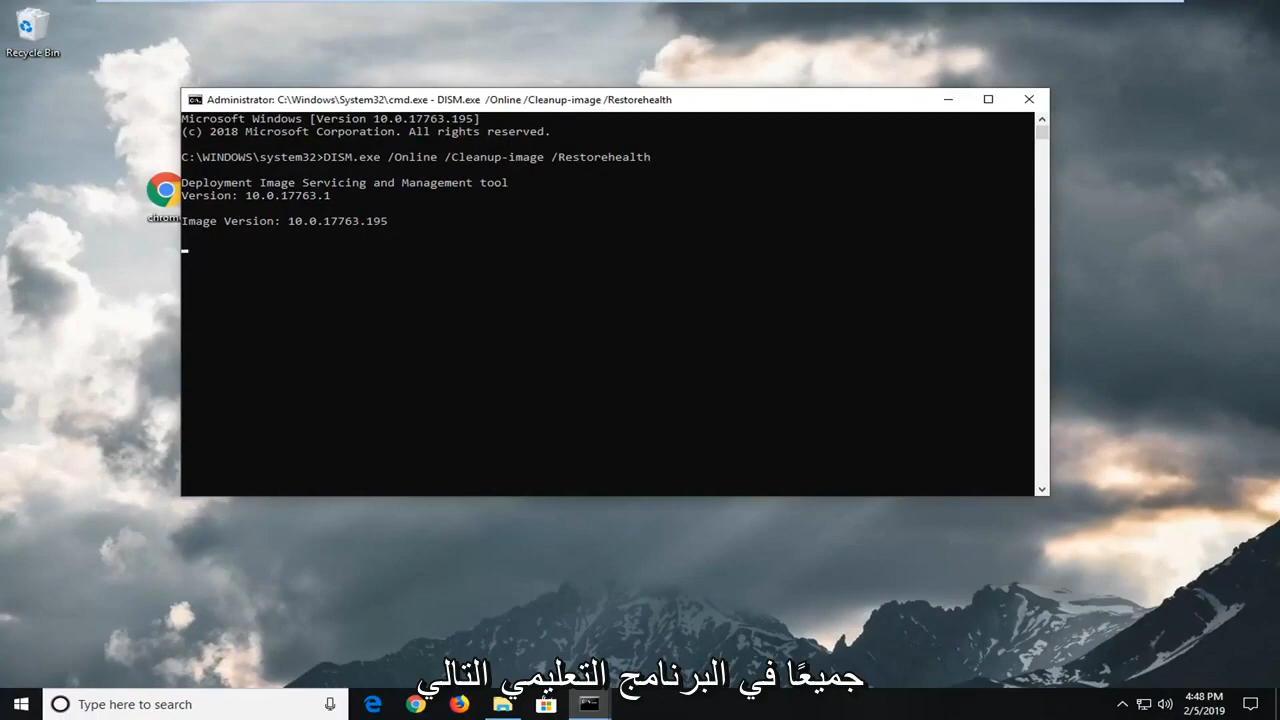 Recycle Bin
Administrator: C:\Windows\System32\cmd.exe - DISM.exe /Online /Cleanup-image /Restorehealth
Microsoft Windows [Version 10.0.17763.195]
(c) 2018 Microsoft Corporation. All rights reserved.
C:\WINDOWS\system32>DISM.exe /Online /Cleanup-image /Restorehealth
Deployment Image Servicing and Management tool
Version: 10.0.17763.1
Image Version: 10.0.17763.195
chrom
جميعًا في البرنامج التعليمي التالي
Type here to search
4:48 PM
2/5/2019